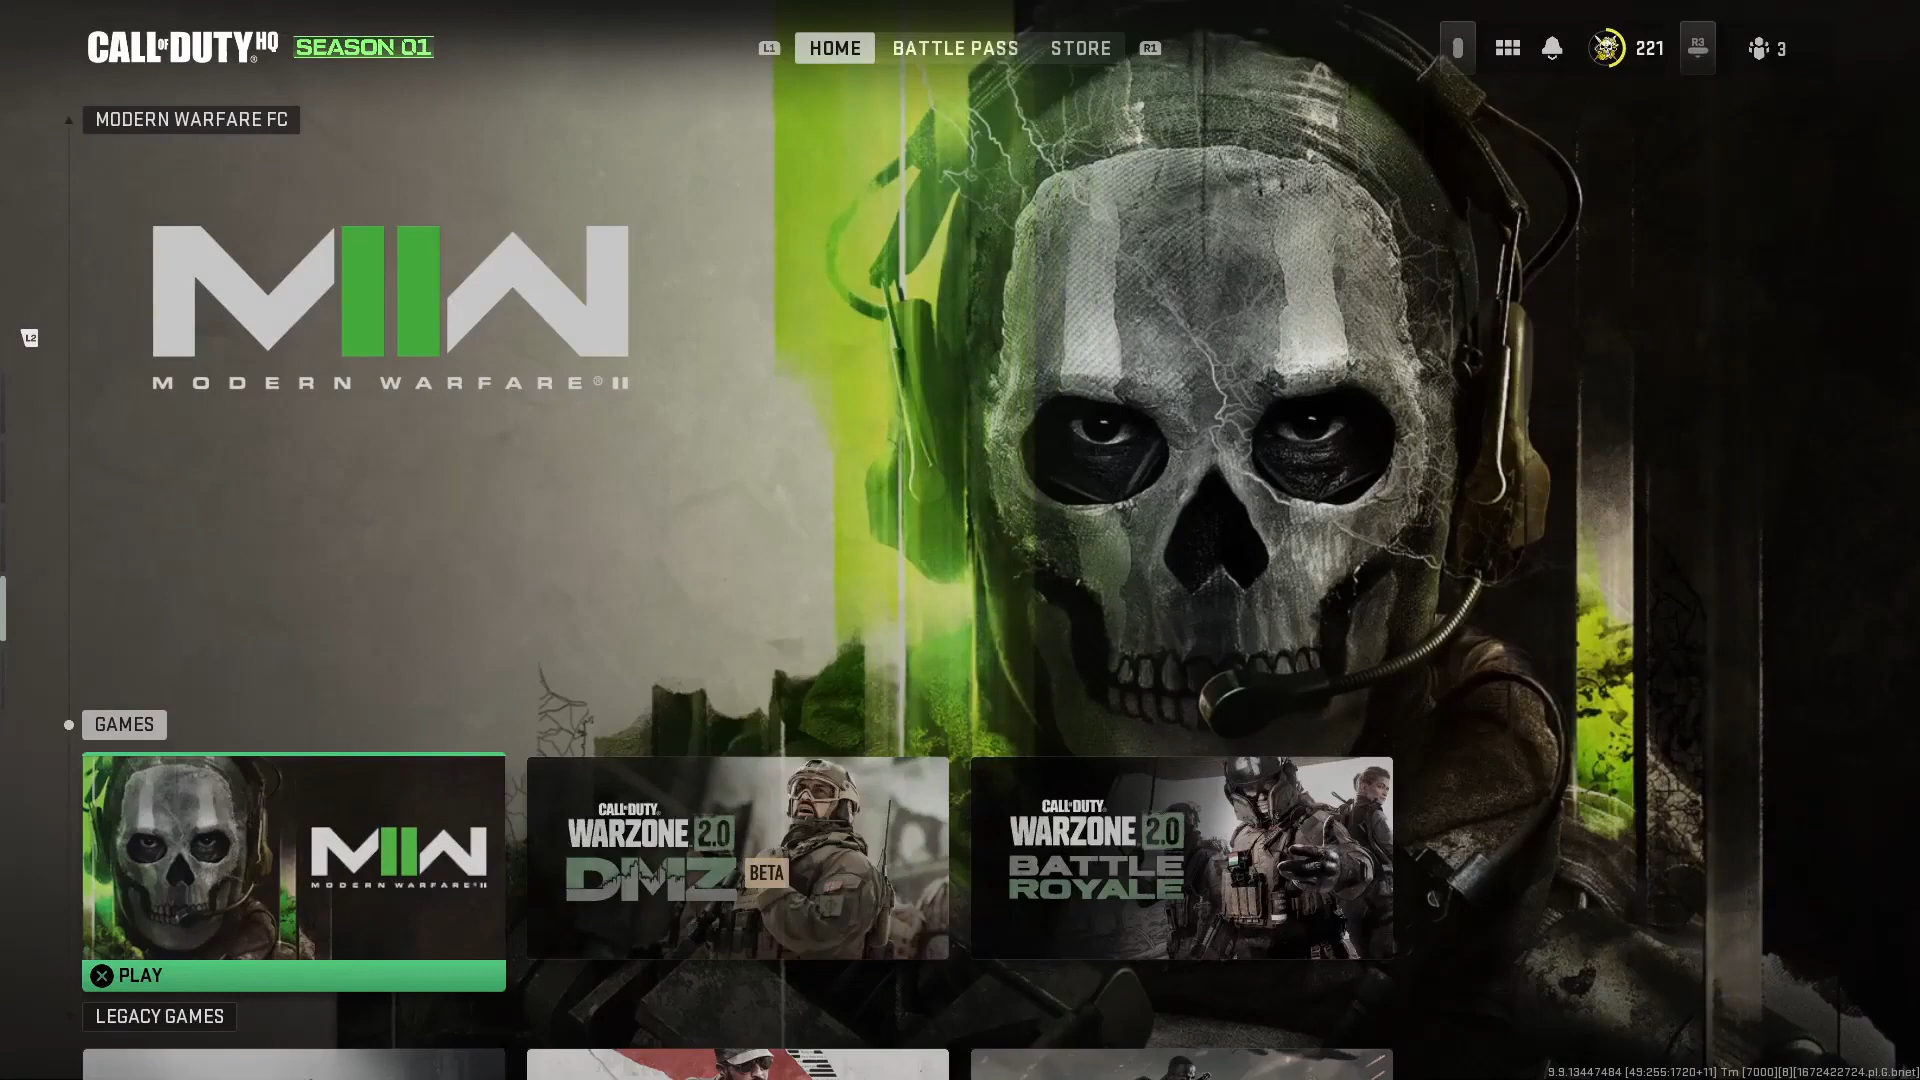 CALL OF DUTY HQ SEASON 01
L1 HOME BATTLE PASS STORE R1
221 R3 3
MODERN WARFARE FC
MWII
MODERN WARFARE® II
L2
GAMES
MWII
MODERN WARFARE® II
PLAY
CALL OF DUTY
WARZONE 2.0
DMZ BETA
CALL OF DUTY
WARZONE 2.0
BATTLE
ROYALE
LEGACY GAMES
9.9.13447484 [49:255:1720+11] Tm [7000][8][1672422724.pl.G.bnet]